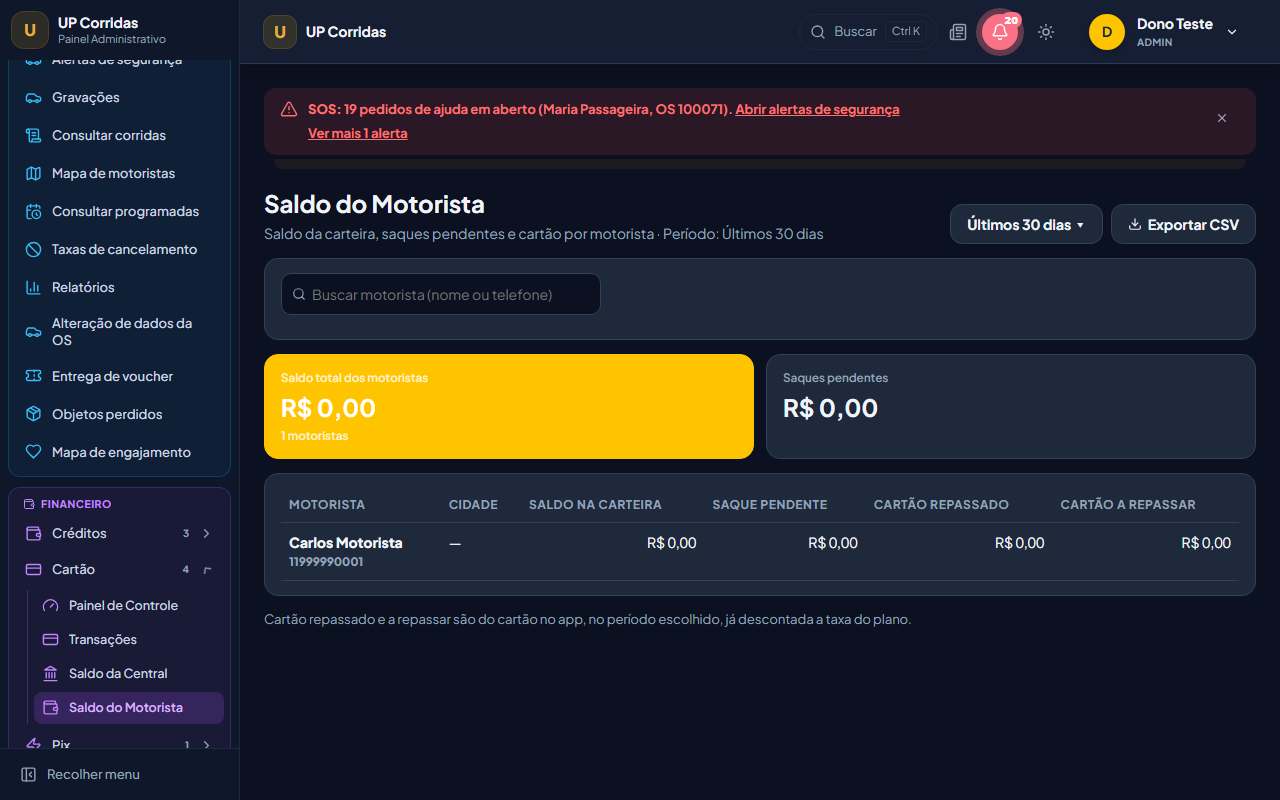 U
UP Corridas
Painel Administrativo
Alertas de segurança
Gravações
Consultar corridas
Mapa de motoristas
Consultar programadas
Taxas de cancelamento
Relatórios
Alteração de dados da
OS
Entrega de voucher
Objetos perdidos
Mapa de engajamento
FINANCEIRO
Créditos 3
Cartão 4
Painel de Controle
Transações
Saldo da Central
Saldo do Motorista
Pix 1
Recolher menu
U UP Corridas
Buscar Ctrl K
20
D
Dono Teste
ADMIN
SOS: 19 pedidos de ajuda em aberto (Maria Passageira, OS 100071). Abrir alertas de segurança
Ver mais 1 alerta
Saldo do Motorista
Saldo da carteira, saques pendentes e cartão por motorista · Período: Últimos 30 dias
Últimos 30 dias ▾
Exportar CSV
Buscar motorista (nome ou telefone)
Saldo total dos motoristas
R$ 0,00
1 motoristas
Saques pendentes
R$ 0,00
MOTORISTA CIDADE SALDO NA CARTEIRA SAQUE PENDENTE CARTÃO REPASSADO CARTÃO A REPASSAR
Carlos Motorista — R$ 0,00 R$ 0,00 R$ 0,00 R$ 0,00
11999990001
Cartão repassado e a repassar são do cartão no app, no período escolhido, já descontada a taxa do plano.